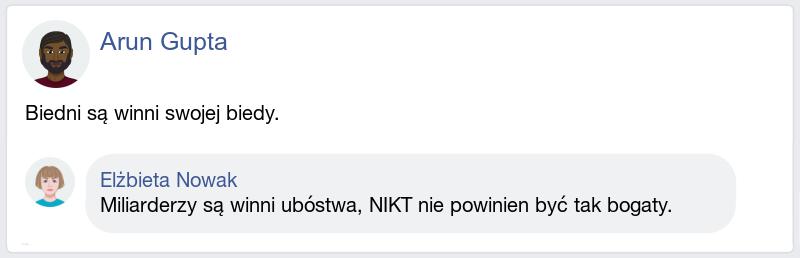 Arun Gupta
Biedni są winni swojej biedy.
Elżbieta Nowak
Miliarderzy są winni ubóstwa, NIKT nie powinien być tak bogaty.